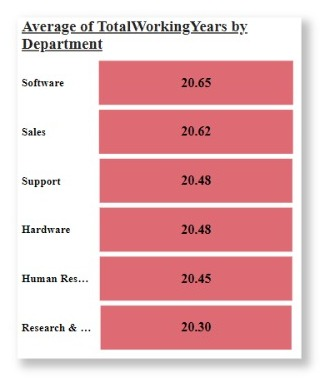 Average of TotalWorkingYears by
Department
Software 20.65
Sales 20.62
Support 20.48
Hardware 20.48
Human Res... 20.45
Research & ... 20.30